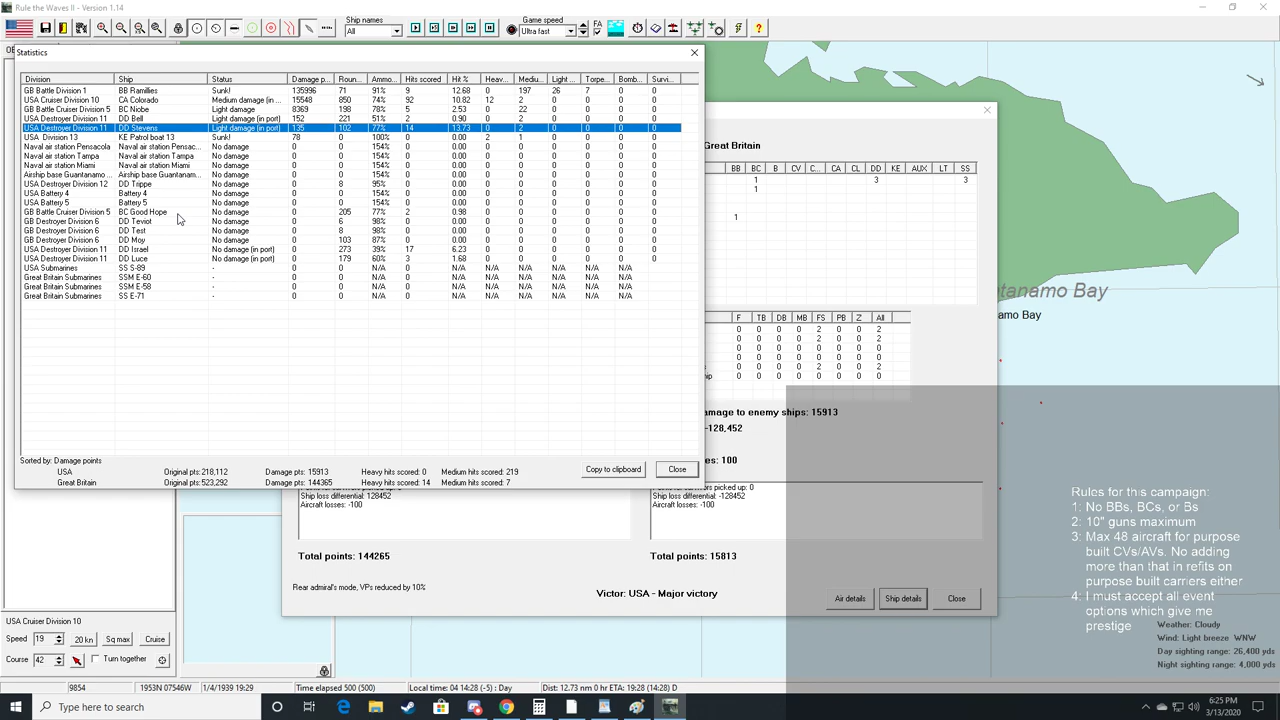 Rule the Waves II - Version 1.14
Ship names
All
Game speed
Ultra fast
FA
Statistics
Division Ship Status Damage p... Roun... Ammo... Hits scored Hit % Heav... Mediu... Light ... Torpe... Bomb... Survi...
GB Battle Division 1 BB Ramillies Sunk! 135996 71 91% 9 12.68 0 197 26 7 0 0
USA Cruiser Division 10 CA Colorado Medium damage (in ... 15548 850 74% 92 10.82 12 2 0 0 0 0
GB Battle Cruiser Division 5 BC Niobe Light damage 8369 198 78% 5 2.53 0 22 0 0 0 0
USA Destroyer Division 11 DD Bell Light damage (in port) 152 221 51% 2 0.90 0 2 0 0 0 0
USA Destroyer Division 11 DD Stevens Light damage (in port) 135 102 77% 14 13.73 0 2 0 0 0 0
USA Division 13 KE Patrol boat 13 Sunk! 78 0 100% 0 0.00 2 1 0 0 0 0
Naval air station Pensacola Naval air station Pensac... No damage 0 0 154% 0 0.00 0 0 0 0 0 0
Naval air station Tampa Naval air station Tampa No damage 0 0 154% 0 0.00 0 0 0 0 0 0
Naval air station Miami Naval air station Miami No damage 0 0 154% 0 0.00 0 0 0 0 0 0
Airship base Guantanamo ... Airship base Guantanam... No damage 0 0 154% 0 0.00 0 0 0 0 0 0
USA Destroyer Division 12 DD Trippe No damage 0 8 95% 0 0.00 0 0 0 0 0 0
USA Battery 4 Battery 4 No damage 0 0 154% 0 0.00 0 0 0 0 0 0
USA Battery 5 Battery 5 No damage 0 0 154% 0 0.00 0 0 0 0 0 0
GB Battle Cruiser Division 5 BC Good Hope No damage 0 205 77% 2 0.98 0 0 0 0 0 0
GB Destroyer Division 6 DD Teviot No damage 0 6 98% 0 0.00 0 0 0 0 0 0
GB Destroyer Division 6 DD Test No damage 0 8 98% 0 0.00 0 0 0 0 0 0
GB Destroyer Division 6 DD Moy No damage 0 103 87% 0 0.00 0 0 0 0 0 0
USA Destroyer Division 11 DD Israel No damage (in port) 0 273 39% 17 6.23 0 0 0 0 0 0
USA Destroyer Division 11 DD Luce No damage (in port) 0 179 60% 3 1.68 0 0 0 0 0 0
USA Submarines SS S-89 - 0 0 N/A N/A N/A N/A N/A N/A N/A N/A
Great Britain Submarines SSM E-60 - 0 0 N/A N/A N/A N/A N/A N/A N/A N/A
Great Britain Submarines SSM E-58 - 0 0 N/A N/A N/A N/A N/A N/A N/A N/A
Great Britain Submarines SS E-71 - 0 0 N/A N/A N/A N/A N/A N/A N/A N/A
Sorted by: Damage points
USA Original pts: 218,112 Damage pts: 15913 Heavy hits scored: 0 Medium hits scored: 219
Great Britain Original pts: 523,292 Damage pts: 144365 Heavy hits scored: 14 Medium hits scored: 7
Copy to clipboard
Close
Great Britain
BB BC B CV C... CA CL DD KE AUX LT SS
1 3 3
1
1
F TB DB MB FS PB Z All
0 0 0 0 2 0 0 2
0 0 0 0 2 0 0 2
0 0 0 0 0 0 0 0
0 0 0 0 0 0 0 0
0 0 0 0 2 0 0 2
0 0 0 0 0 0 0 0
amage to enemy ships: 15913
-128,452
es: 100
Ship loss differential: 128452
Aircraft losses: -100
Ship loss differential: -128452
Aircraft losses: -100
Total points: 144265
Total points: 15813
Rear admiral's mode, VPs reduced by 10%
Victor: USA - Major victory
Air details
Ship details
Close
tanamo Bay
amo Bay
Rules for this campaign:
1: No BBs, BCs, or Bs
2: 10" guns maximum
3: Max 48 aircraft for purpose
built CVs/AVs. No adding
more than that in refits on
purpose built carriers either
4: I must accept all event
options which give me
prestige
Weather: Cloudy
Wind: Light breeze WNW
Day sighting range: 26,400 yds
Night sighting range: 4,000 yds
USA Cruiser Division 10
Speed 19 20 kn Sq max Cruise
Course 42 Turn together
9854 1953N 07546W 1/4/1939 19:29 Time elapsed 500 (500) Local time: 04 14:28 (-5) : Day Dist: 12.73 nm 0 hr ETA: 19:28 (14:28) D
Type here to search
6:25 PM
3/13/2020